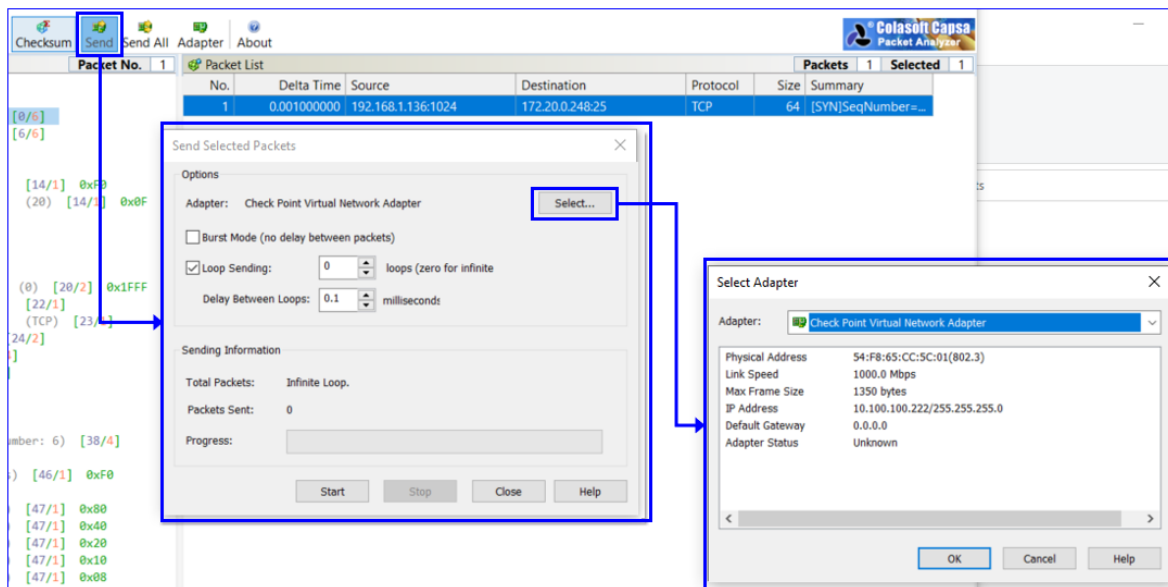 Checksum Send Send All Adapter About
Colasoft Capsa
Packet Analyzer
Packet No. 1 Packet List Packets 1 Selected 1
No. Delta Time Source Destination Protocol Size Summary
1 0.001000000 192.168.1.136:1024 172.20.0.248:25 TCP 64 [SYN]SeqNumber=...
[0/6]
[6/6]
[14/1] 0xF0
(20) [14/1] 0x0F
(0) [20/2] 0x1FFF
[22/1]
(TCP) [23/1]
[24/2]
umber: 6) [38/4]
) [46/1] 0xF0
[47/1] 0x80
[47/1] 0x40
[47/1] 0x20
[47/1] 0x10
[47/1] 0x08
Send Selected Packets
Options
Adapter: Check Point Virtual Network Adapter Select...
Burst Mode (no delay between packets)
Loop Sending: 0 loops (zero for infinite
Delay Between Loops: 0.1 milliseconds
Sending Information
Total Packets: Infinite Loop.
Packets Sent: 0
Progress:
Start Stop Close Help
Select Adapter
Adapter: Check Point Virtual Network Adapter
Physical Address 54:F8:65:CC:5C:01(802.3)
Link Speed 1000.0 Mbps
Max Frame Size 1350 bytes
IP Address 10.100.100.222/255.255.255.0
Default Gateway 0.0.0.0
Adapter Status Unknown
OK Cancel Help